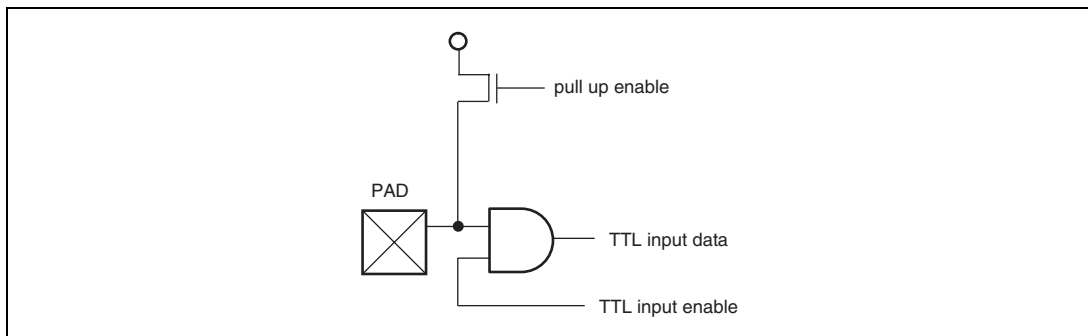 pull up enable
PAD
TTL input data
TTL input enable